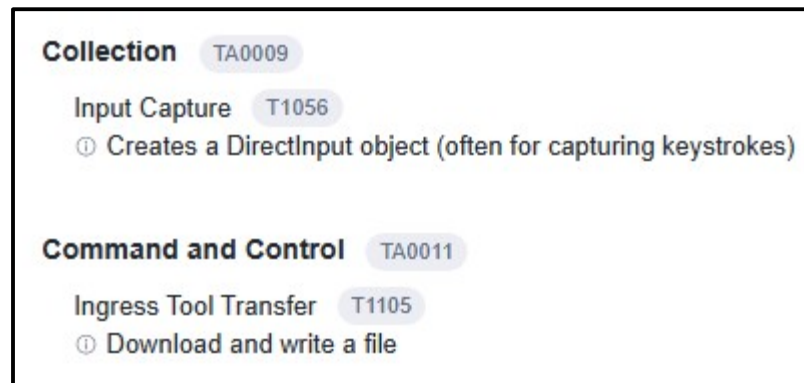 Collection TA0009
Input Capture T1056
Creates a DirectInput object (often for capturing keystrokes)
Command and Control TA0011
Ingress Tool Transfer T1105
Download and write a file